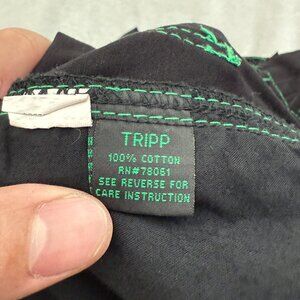 TRIPP
100% COTTON
RN#78061
SEE REVERSE FOR
CARE INSTRUCTION